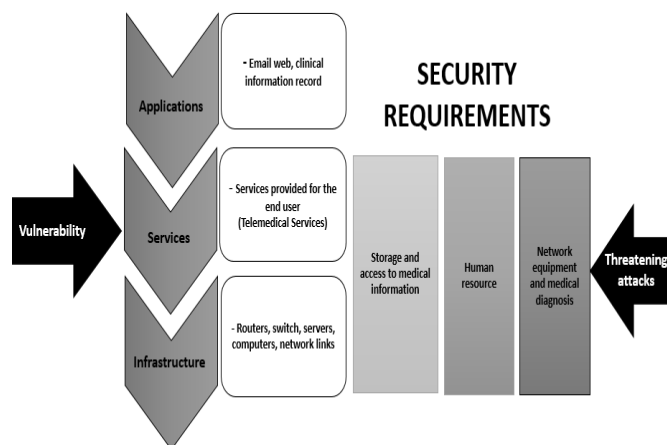 - Email web, clinical
information record
Applications
SECURITY
REQUIREMENTS
Vulnerability
- Services provided for the
end user
(Telemedical Services)
Services
Storage and
access to medical
information
Human
resource
Network
equipment
and medical
diagnosis
Threatening
attacks
- Routers, switch, servers,
computers, network links
Infrastructure